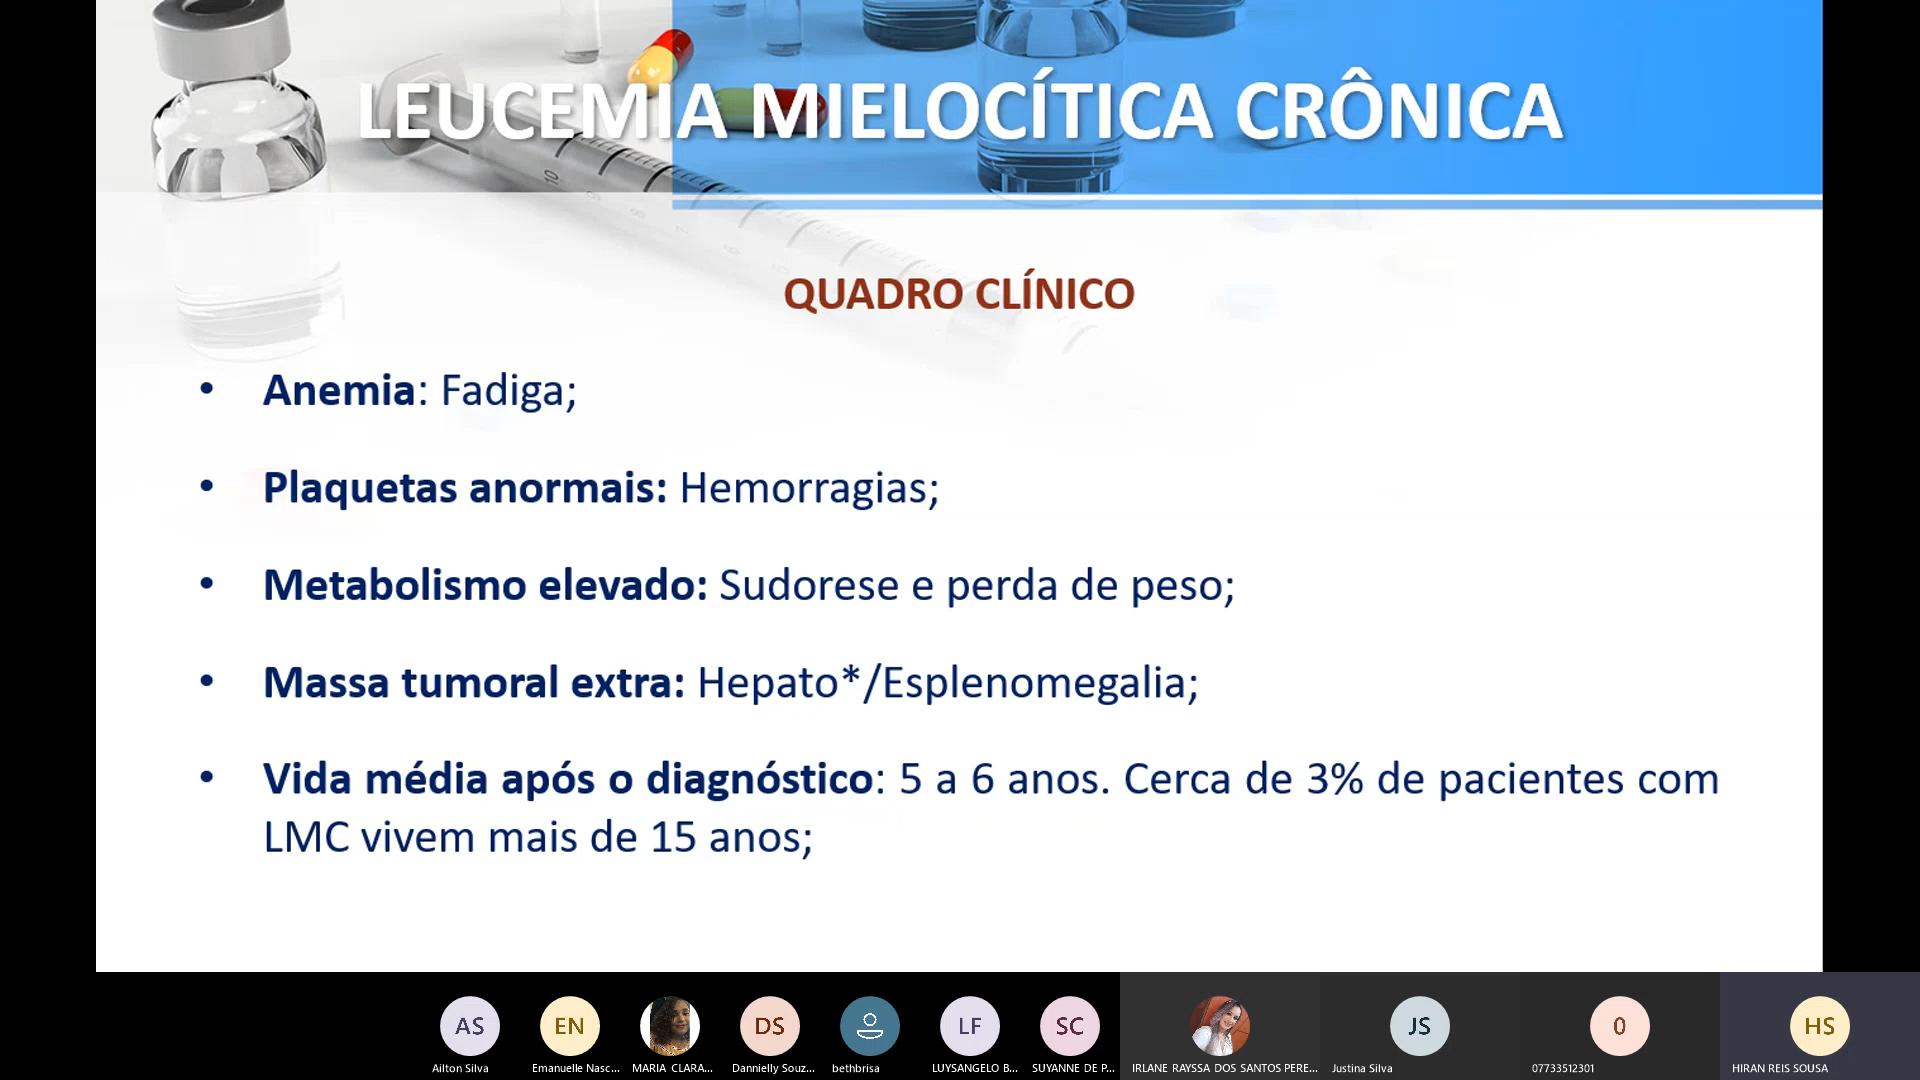 LEUCEMIA MIELOCÍTICA CRÔNICA
QUADRO CLÍNICO
• Anemia: Fadiga;
• Plaquetas anormais: Hemorragias;
• Metabolismo elevado: Sudorese e perda de peso;
• Massa tumoral extra: Hepato*/Esplenomegalia;
• Vida média após o diagnóstico: 5 a 6 anos. Cerca de 3% de pacientes com
LMC vivem mais de 15 anos;
AS EN DS LF SC JS 0 HS
Ailton Silva Emanuelle Nasc... MARIA CLARA... Dannielly Souz... bethbrisa LUYSANGELO B... SUYANNE DE P... IRLANE RAYSSA DOS SANTOS PERE... Justina Silva 07733512301 HIRAN REIS SOUSA